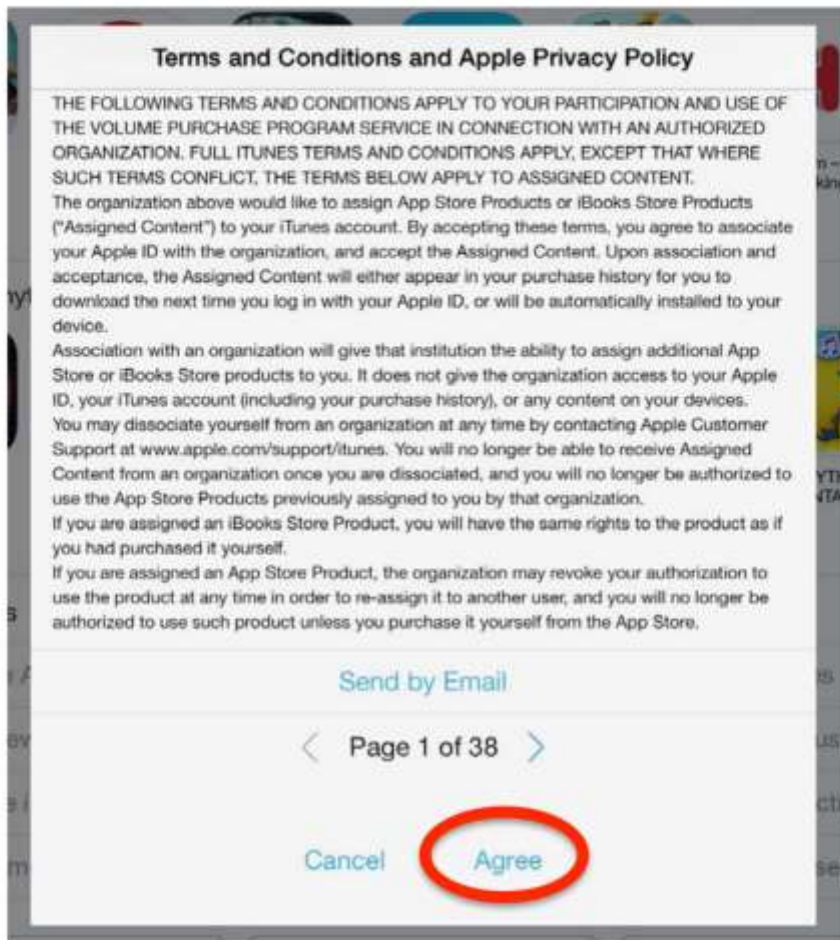 Terms and Conditions and Apple Privacy Policy
THE FOLLOWING TERMS AND CONDITIONS APPLY TO YOUR PARTICIPATION AND USE OF
THE VOLUME PURCHASE PROGRAM SERVICE IN CONNECTION WITH AN AUTHORIZED
ORGANIZATION. FULL ITUNES TERMS AND CONDITIONS APPLY, EXCEPT THAT WHERE
SUCH TERMS CONFLICT, THE TERMS BELOW APPLY TO ASSIGNED CONTENT.
The organization above would like to assign App Store Products or iBooks Store Products
("Assigned Content") to your iTunes account. By accepting these terms, you agree to associate
your Apple ID with the organization, and accept the Assigned Content. Upon association and
acceptance, the Assigned Content will either appear in your purchase history for you to
download the next time you log in with your Apple ID, or will be automatically installed to your
device.
Association with an organization will give that institution the ability to assign additional App
Store or iBooks Store products to you. It does not give the organization access to your Apple
ID, your iTunes account (including your purchase history), or any content on your devices.
You may dissociate yourself from an organization at any time by contacting Apple Customer
Support at www.apple.com/support/itunes. You will no longer be able to receive Assigned
Content from an organization once you are dissociated, and you will no longer be authorized to
use the App Store Products previously assigned to you by that organization.
If you are assigned an iBooks Store Product, you will have the same rights to the product as if
you had purchased it yourself.
If you are assigned an App Store Product, the organization may revoke your authorization to
use the product at any time in order to re-assign it to another user, and you will no longer be
authorized to use such product unless you purchase it yourself from the App Store.
Send by Email
Page 1 of 38
Cancel Agree